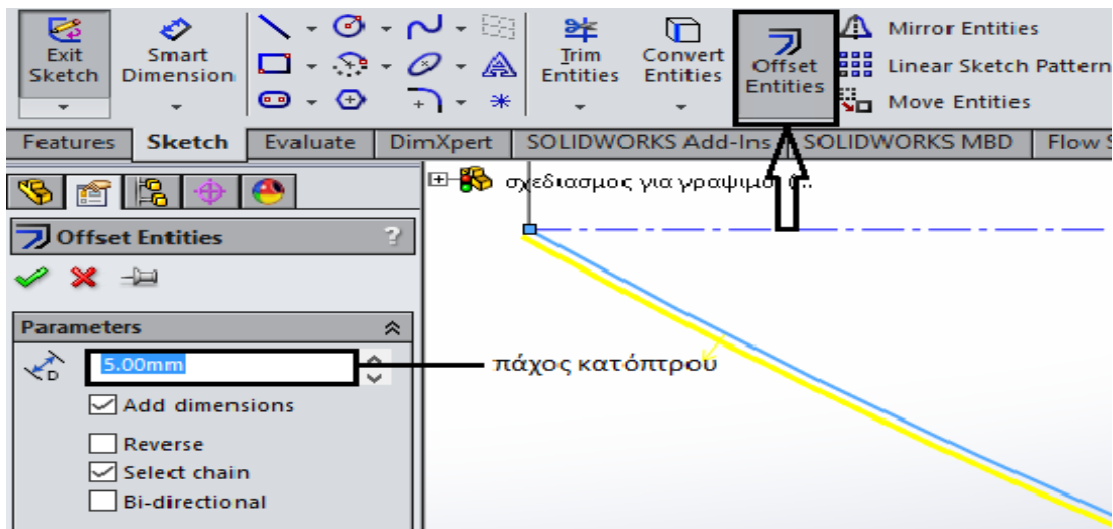 Exit Sketch
Smart Dimension
Trim Entities
Convert Entities
Offset Entities
Mirror Entities
Linear Sketch Pattern
Move Entities
Features Sketch Evaluate DimXpert SOLIDWORKS Add-Ins SOLIDWORKS MBD Flow S
σχεδιασμος για γραψιμο
Offset Entities ?
Parameters
D 5.00mm
πάχος κατόπτρου
Add dimensions
Reverse
Select chain
Bi-directional